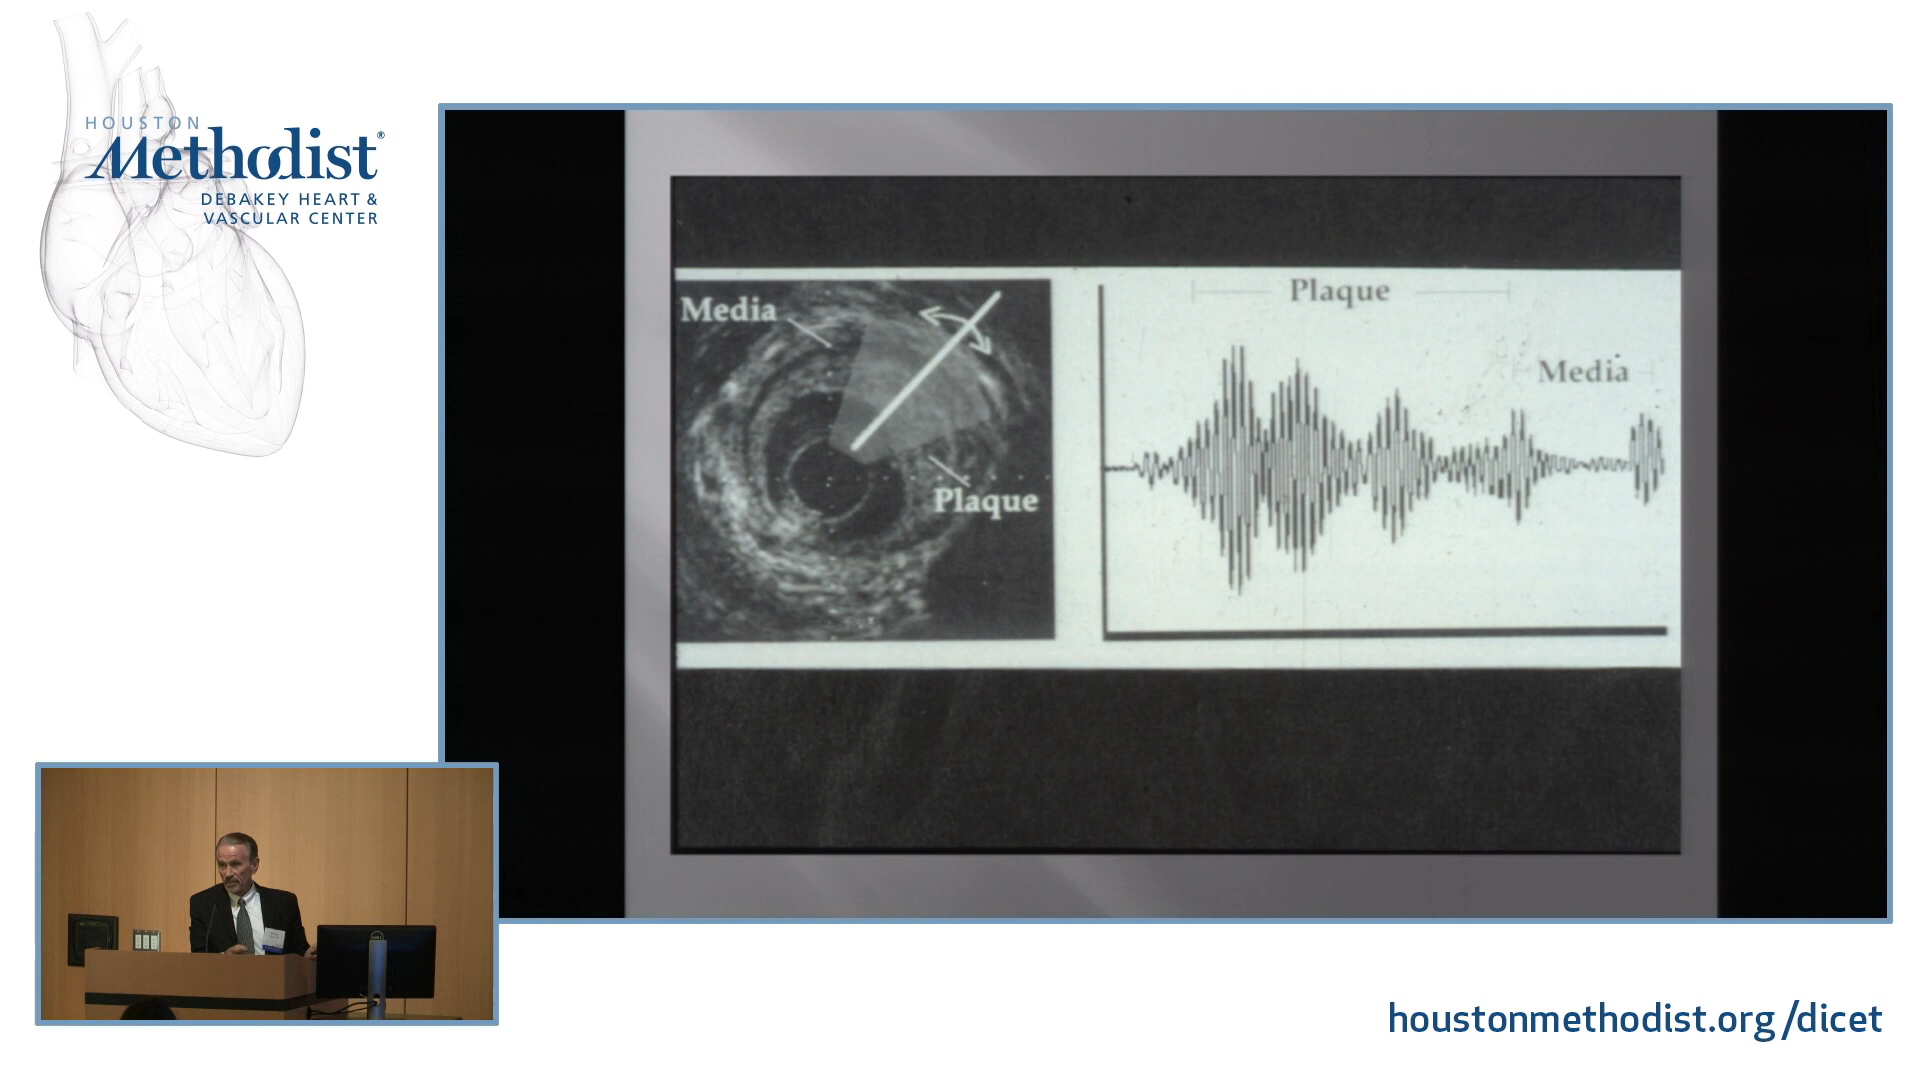 HOUSTON
Methodist®
DEBAKEY HEART &
VASCULAR CENTER
Media
Plaque
Plaque
Media
houstonmethodist.org/dicet